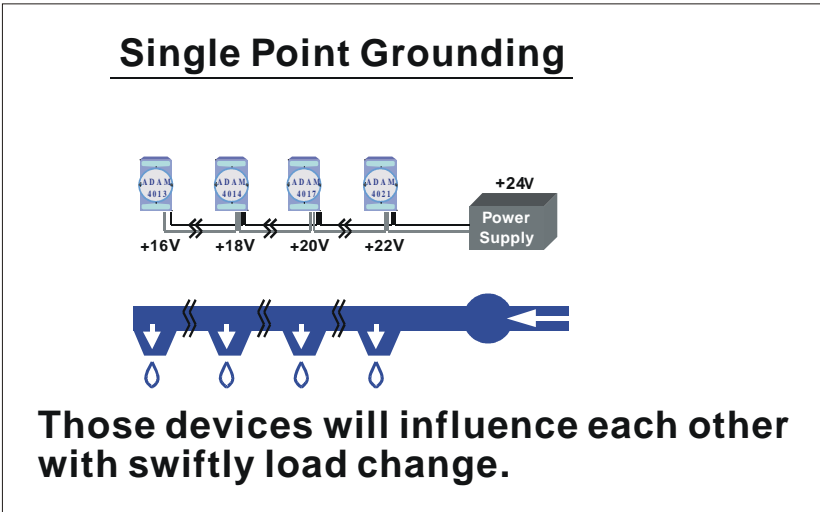 Single Point Grounding
ADAM 4013
ADAM 4014
ADAM 4017
ADAM 4021
+24V
Power
Supply
+16V
+18V
+20V
+22V
Those devices will influence each other
with swiftly load change.